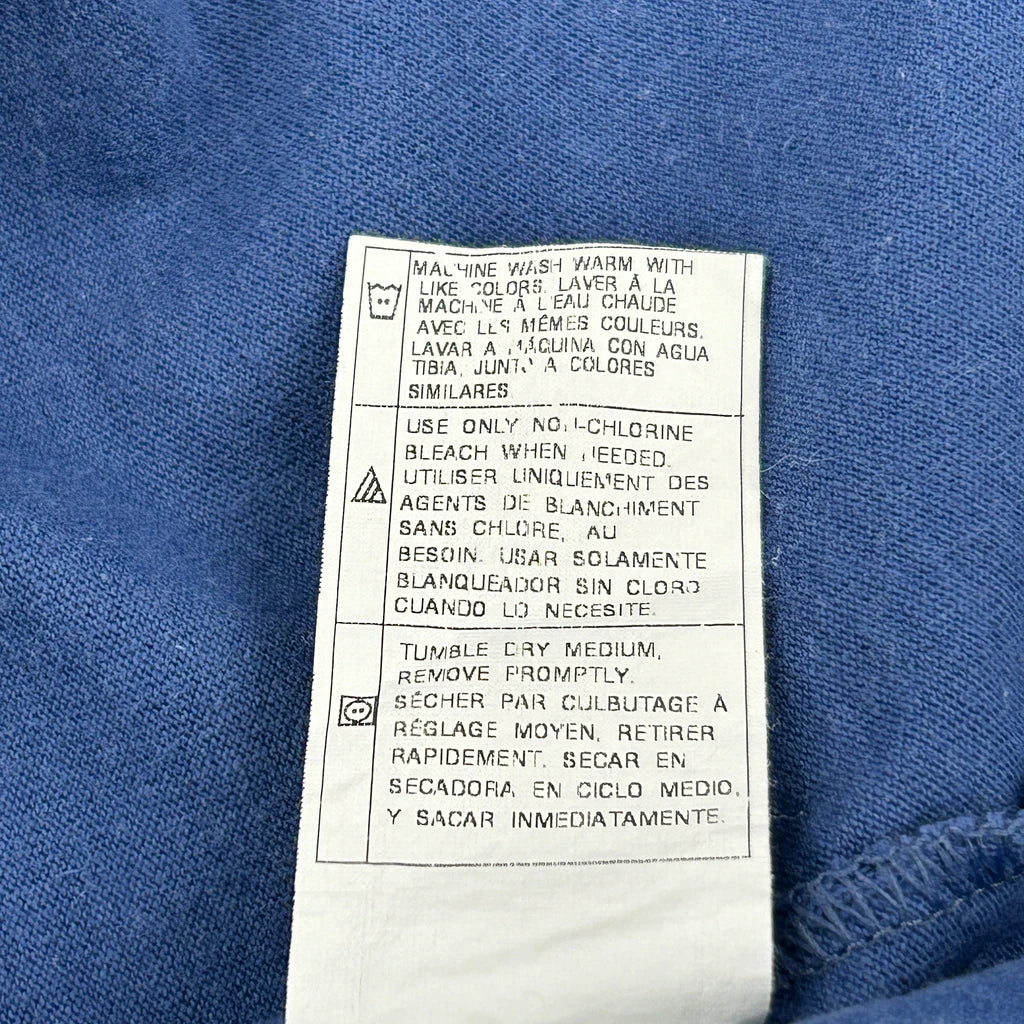 MACHINE WASH WARM WITH
LIKE COLORS. LAVER À LA
MACHINE À L'EAU CHAUDE
AVEC LES MÊMES COULEURS.
LAVAR A MÁQUINA CON AGUA
TIBIA, JUNTO A COLORES
SIMILARES
USE ONLY NON-CHLORINE
BLEACH WHEN NEEDED.
UTILISER UNIQUEMENT DES
AGENTS DE BLANCHIMENT
SANS CHLORE, AU
BESOIN. USAR SOLAMENTE
BLANQUEADOR SIN CLORO
CUANDO LO NECESITE.
TUMBLE DRY MEDIUM,
REMOVE PROMPTLY.
SÉCHER PAR CULBUTAGE À
RÉGLAGE MOYEN, RETIRER
RAPIDEMENT. SECAR EN
SECADORA EN CICLO MEDIO,
Y SACAR INMEDIATAMENTE.